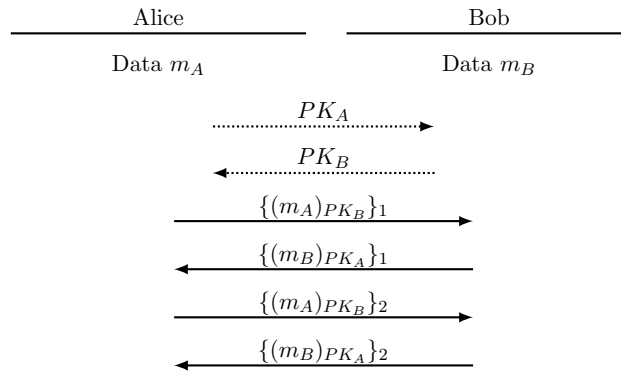 Alice Bob
Data $m_A$ Data $m_B$
$PK_A$
$PK_B$
$\{(m_A)_{PK_B}\}_1$
$\{(m_B)_{PK_A}\}_1$
$\{(m_A)_{PK_B}\}_2$
$\{(m_B)_{PK_A}\}_2$